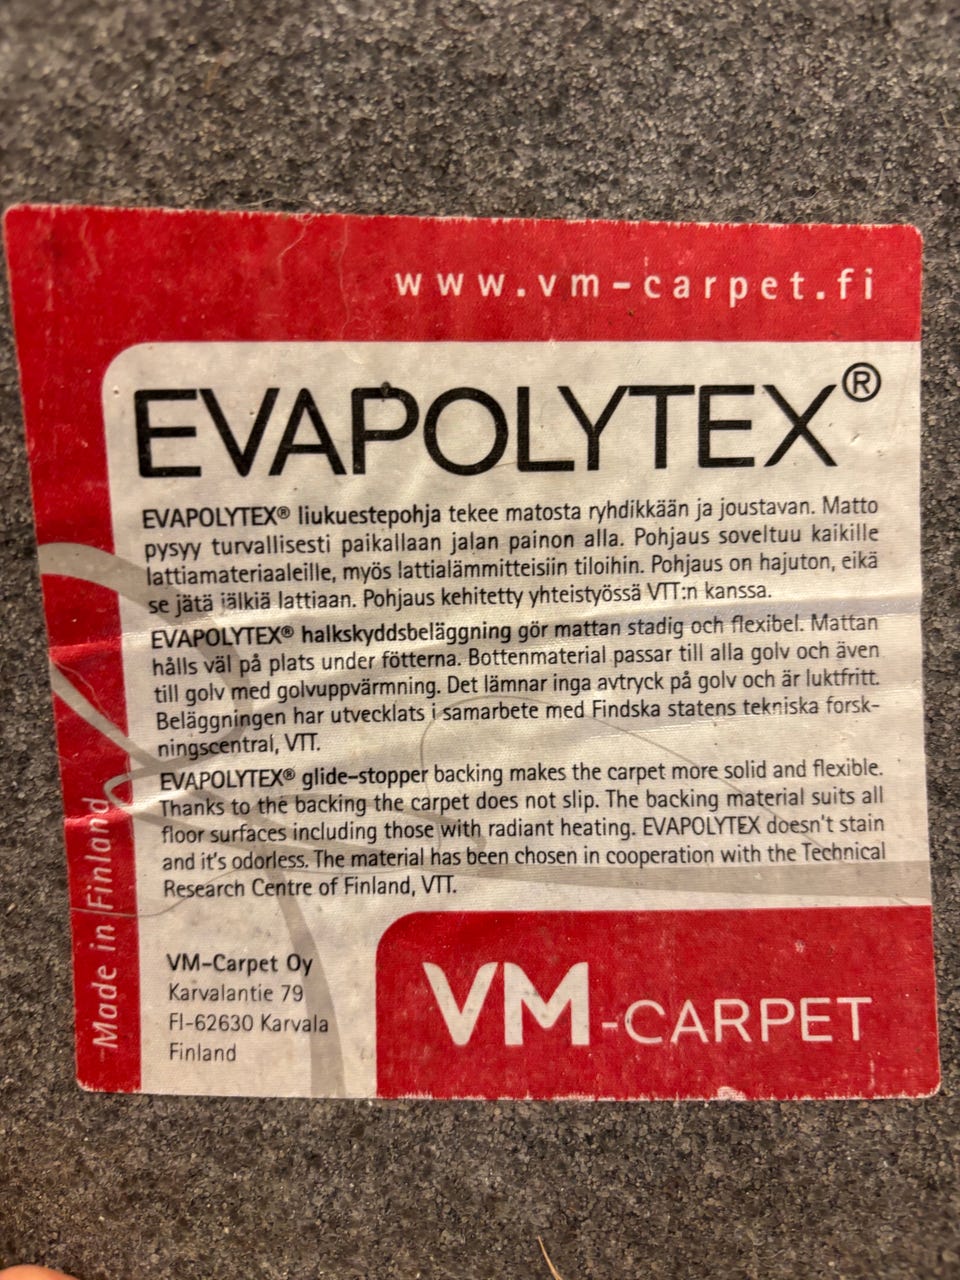 www.vm-carpet.fi
EVAPOLYTEX®
EVAPOLYTEX® liukuestepohja tekee matosta ryhdikkään ja joustavan. Matto
pysyy turvallisesti paikallaan jalan painon alla. Pohjaus soveltuu kaikille
lattiamateriaaleille, myös lattialämmitteisiin tiloihin. Pohjaus on hajuton, eikä
se jätä jälkiä lattiaan. Pohjaus kehitetty yhteistyössä VTT:n kanssa.
EVAPOLYTEX® halkskyddsbeläggning gör mattan stadig och flexibel. Mattan
hålls väl på plats under fötterna. Bottenmaterial passar till alla golv och även
till golv med golvuppvärmning. Det lämnar inga avtryck på golv och är luktfritt.
Beläggningen har utvecklats i samarbete med Findska statens tekniska forsk-
ningscentral, VTT.
EVAPOLYTEX® glide-stopper backing makes the carpet more solid and flexible.
Thanks to the backing the carpet does not slip. The backing material suits all
floor surfaces including those with radiant heating. EVAPOLYTEX doesn't stain
and it's odorless. The material has been chosen in cooperation with the Technical
Research Centre of Finland, VTT.
Made in Finland
VM-Carpet Oy
Karvalantie 79
FI-62630 Karvala
Finland
VM-CARPET